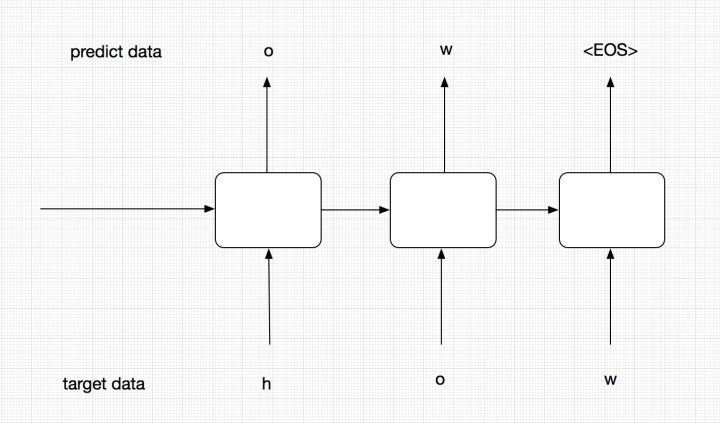 predict data o w <EOS>
target data h o w